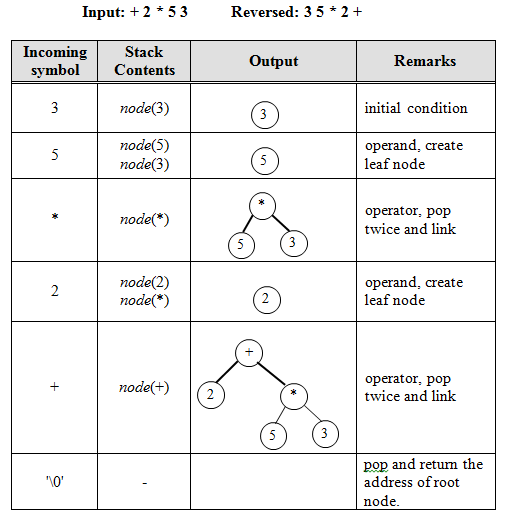 Input: + 2 * 5 3 Reversed: 3 5 * 2 +
Incoming symbol Stack Contents Output Remarks
3 node(3) 3 initial condition
5 node(5) node(3) 5 operand, create leaf node
* node(*) * 5 3 operator, pop twice and link
2 node(2) node(*) 2 operand, create leaf node
+ node(+) + 2 * 5 3 operator, pop twice and link
'\0' - pop and return the address of root node.